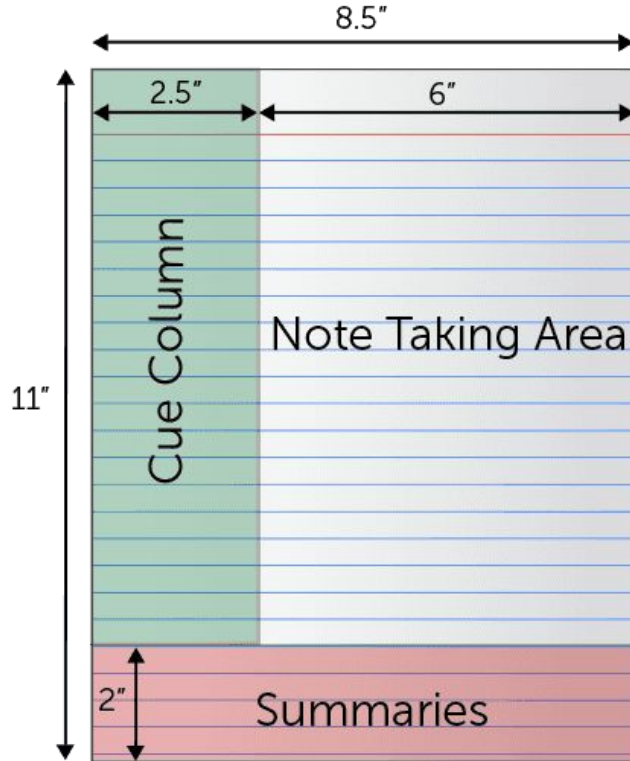 8.5″
2.5″
6″
Cue Column
Note Taking Area
11″
2″
Summaries